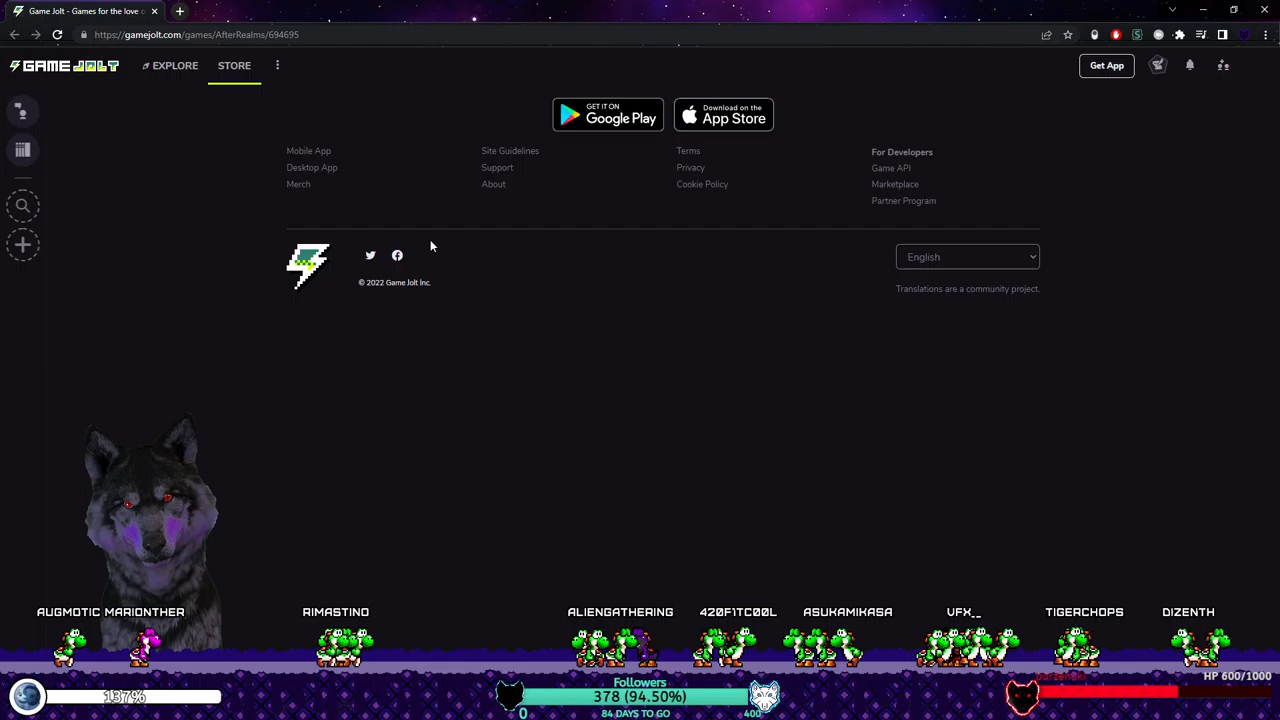 Game Jolt - Games for the love o
https://gamejolt.com/games/AfterRealms/694695
GAME JOLT
EXPLORE
STORE
Get App
GET IT ON
Google Play
Download on the
App Store
Mobile App
Site Guidelines
Terms
For Developers
Desktop App
Support
Privacy
Game API
Merch
About
Cookie Policy
Marketplace
Partner Program
English
© 2022 Game Jolt Inc.
Translations are a community project.
AUGMOTIC MARIONTHER
RIMASTINO
ALIENGATHERING
420F1TC00L
ASUKAMIKASA
VFX__
TIGERCHOPS
DIZENTH
Followers
HP 600/1000
137%
378 (94.50%)
0
84 DAYS TO GO
400